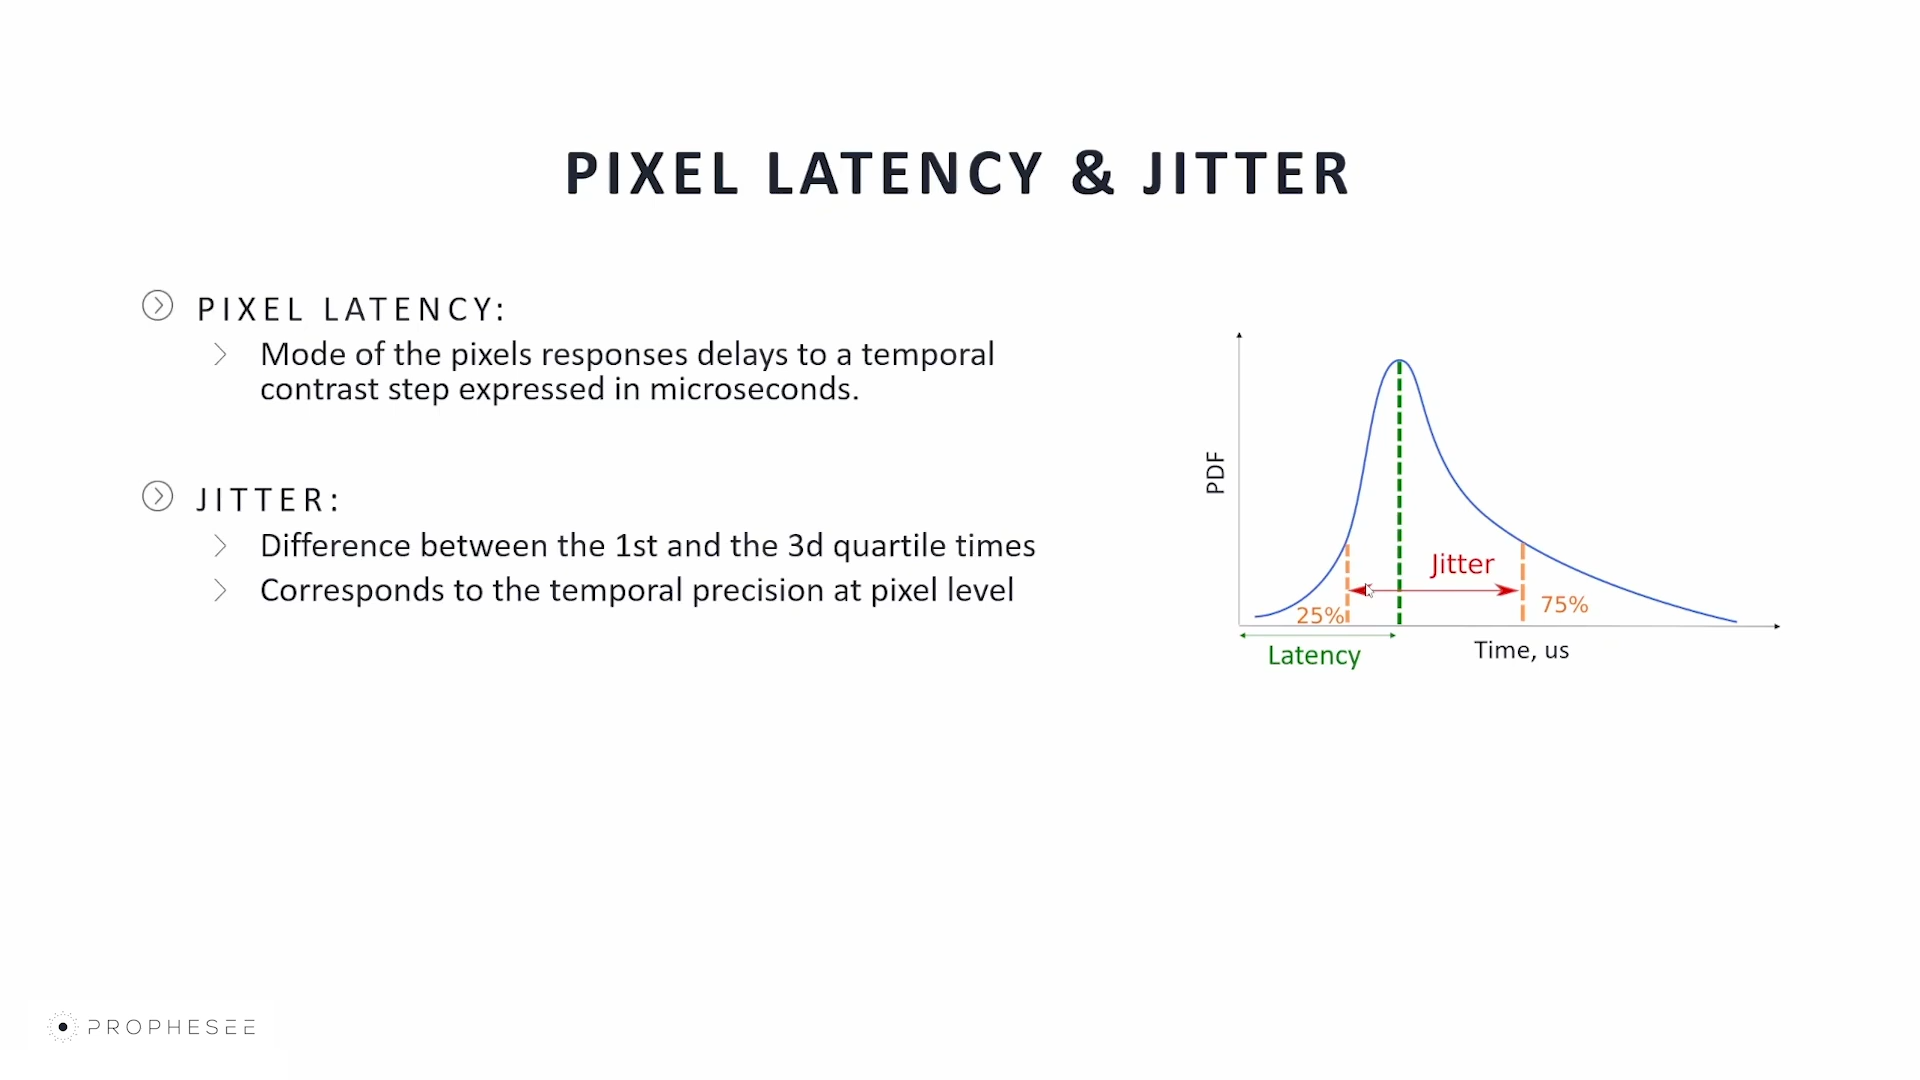 PIXEL LATENCY & JITTER
PIXEL LATENCY:
Mode of the pixels responses delays to a temporal
contrast step expressed in microseconds.
JITTER:
Difference between the 1st and the 3d quartile times
Corresponds to the temporal precision at pixel level
PDF
Jitter
25%
75%
Latency
Time, us
PROPHESEE